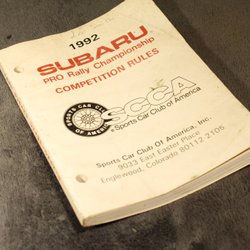 1992
SUBARU
PRO Rally Championship
COMPETITION RULES
SPORTS CAR CLUB
OF AMERICA
SCCA
Sports Car Club of America
Sports Car Club Of America, Inc.
9033 East Easter Place
Englewood, Colorado 80112-2105